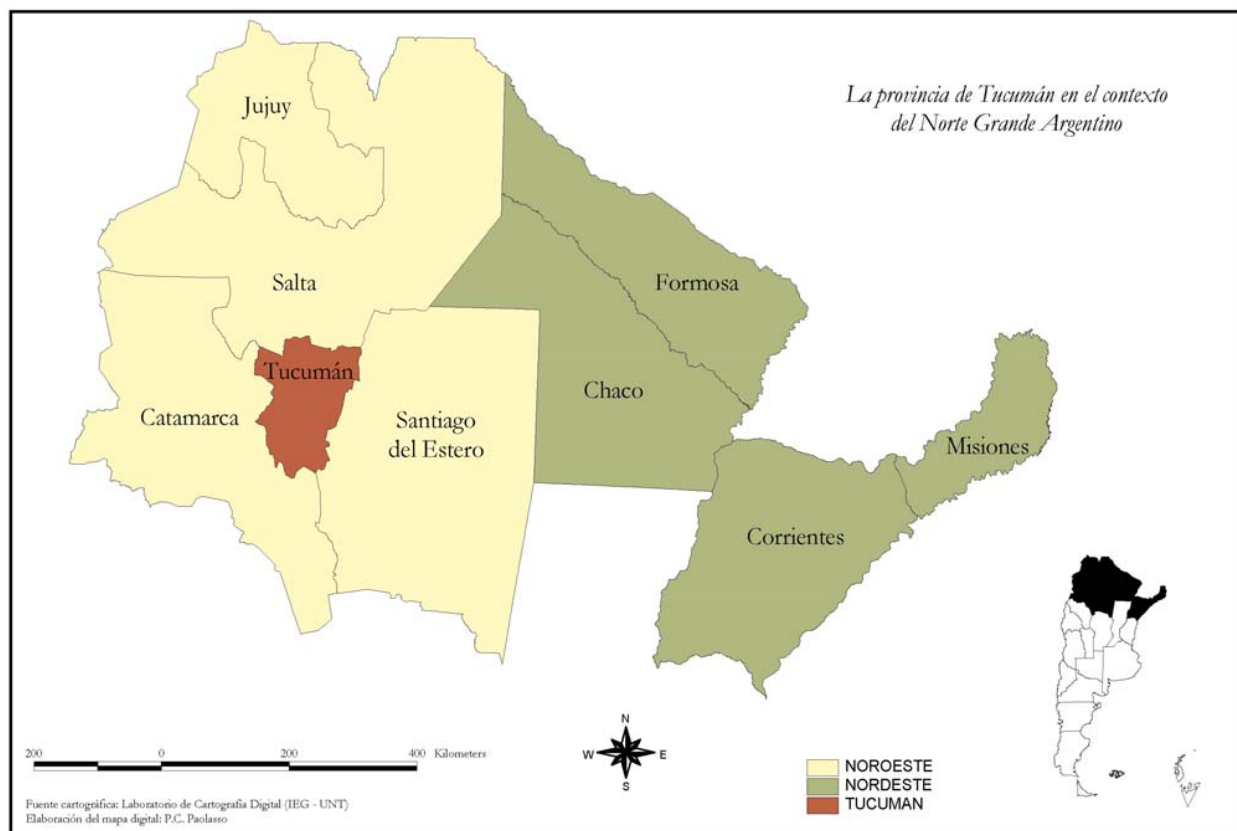 La provincia de Tucumán en el contexto
del Norte Grande Argentino
Jujuy
Salta
Formosa
Tucumán
Chaco
Catamarca
Santiago
del Estero
Misiones
Corrientes
200 0 200 400 Kilometers
N
W E
S
NOROESTE
NORDESTE
TUCUMAN
Fuente cartográfica: Laboratorio de Cartografía Digital (IEG - UNT)
Elaboración del mapa digital: P.C. Paolasso